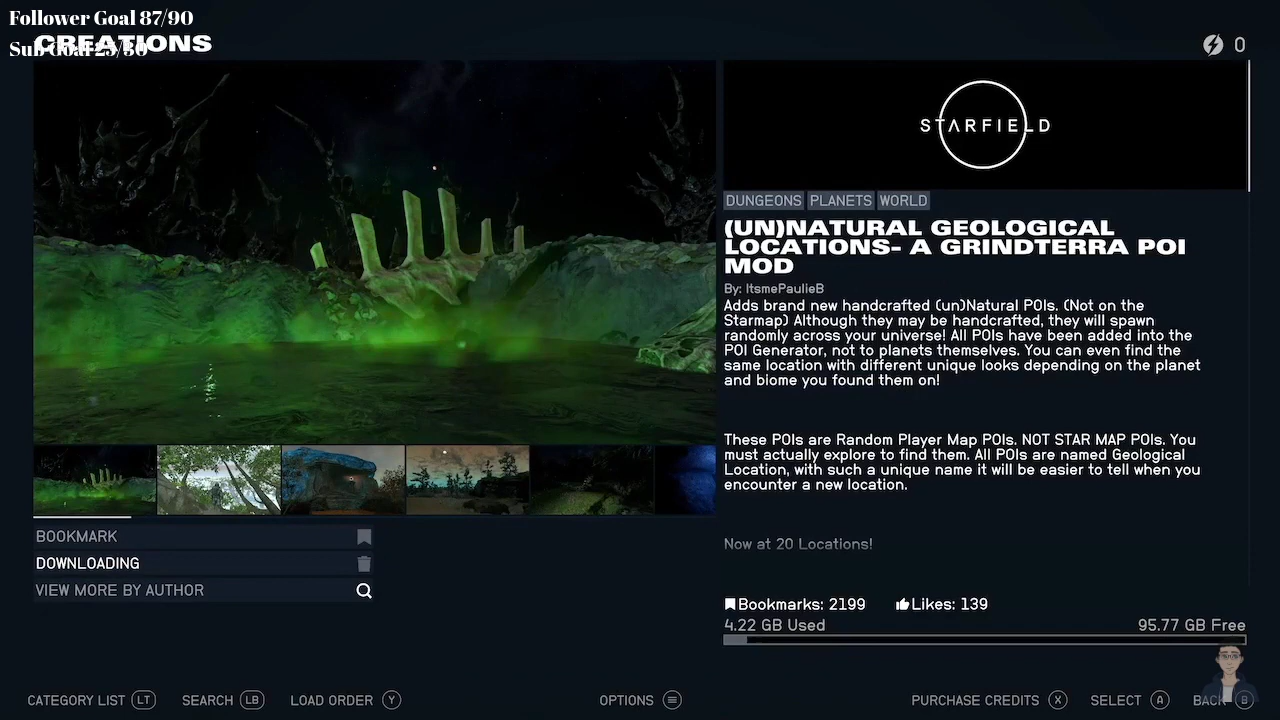 Follower Goal 87/90
CREATIONS
Sub Goal 25/30
0
STARFIELD
DUNGEONS PLANETS WORLD
(UN)NATURAL GEOLOGICAL
LOCATIONS- A GRINDTERRA POI
MOD
By: ItsmePaulieB
Adds brand new handcrafted (un)Natural POIs. (Not on the
Starmap) Although they may be handcrafted, they will spawn
randomly across your universe! All POIs have been added into the
POI Generator, not to planets themselves. You can even find the
same location with different unique looks depending on the planet
and biome you found them on!
These POIs are Random Player Map POIs. NOT STAR MAP POIs. You
must actually explore to find them. All POIs are named Geological
Location, with such a unique name it will be easier to tell when you
encounter a new location.
Now at 20 Locations!
BOOKMARK
DOWNLOADING
VIEW MORE BY AUTHOR
Bookmarks: 2199 Likes: 139
4.22 GB Used 95.77 GB Free
CATEGORY LIST LT SEARCH LB LOAD ORDER Y OPTIONS PURCHASE CREDITS X SELECT A BACK B